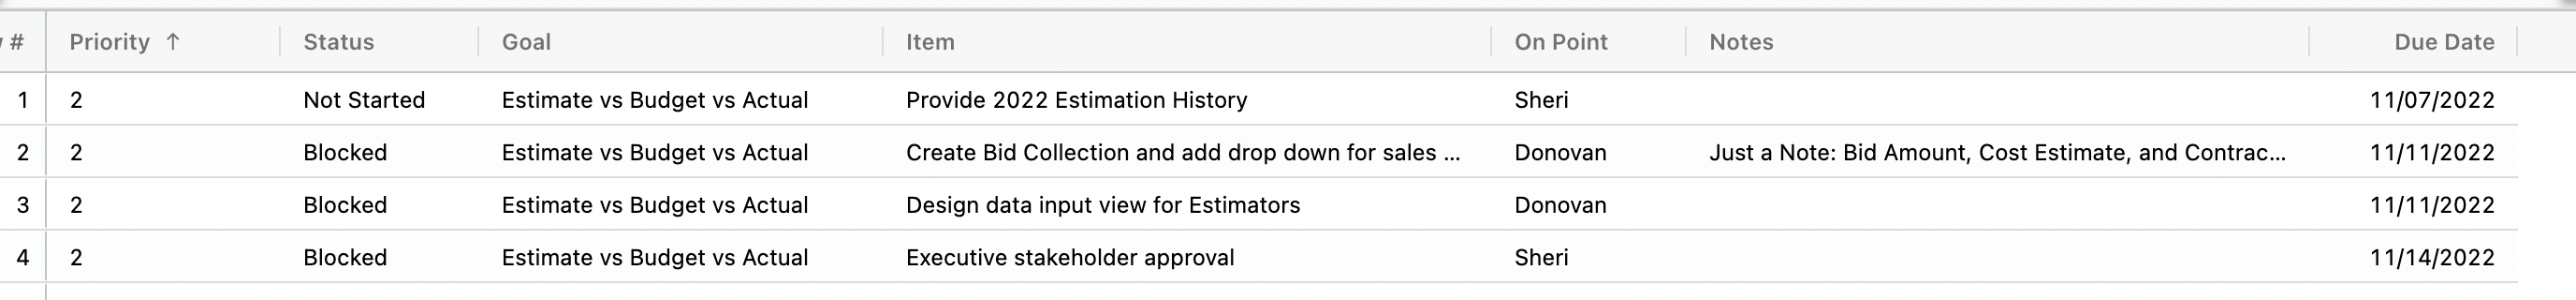 # Priority ↑ Status Goal Item On Point Notes Due Date
1 2 Not Started Estimate vs Budget vs Actual Provide 2022 Estimation History Sheri 11/07/2022
2 2 Blocked Estimate vs Budget vs Actual Create Bid Collection and add drop down for sales ... Donovan Just a Note: Bid Amount, Cost Estimate, and Contrac... 11/11/2022
3 2 Blocked Estimate vs Budget vs Actual Design data input view for Estimators Donovan 11/11/2022
4 2 Blocked Estimate vs Budget vs Actual Executive stakeholder approval Sheri 11/14/2022